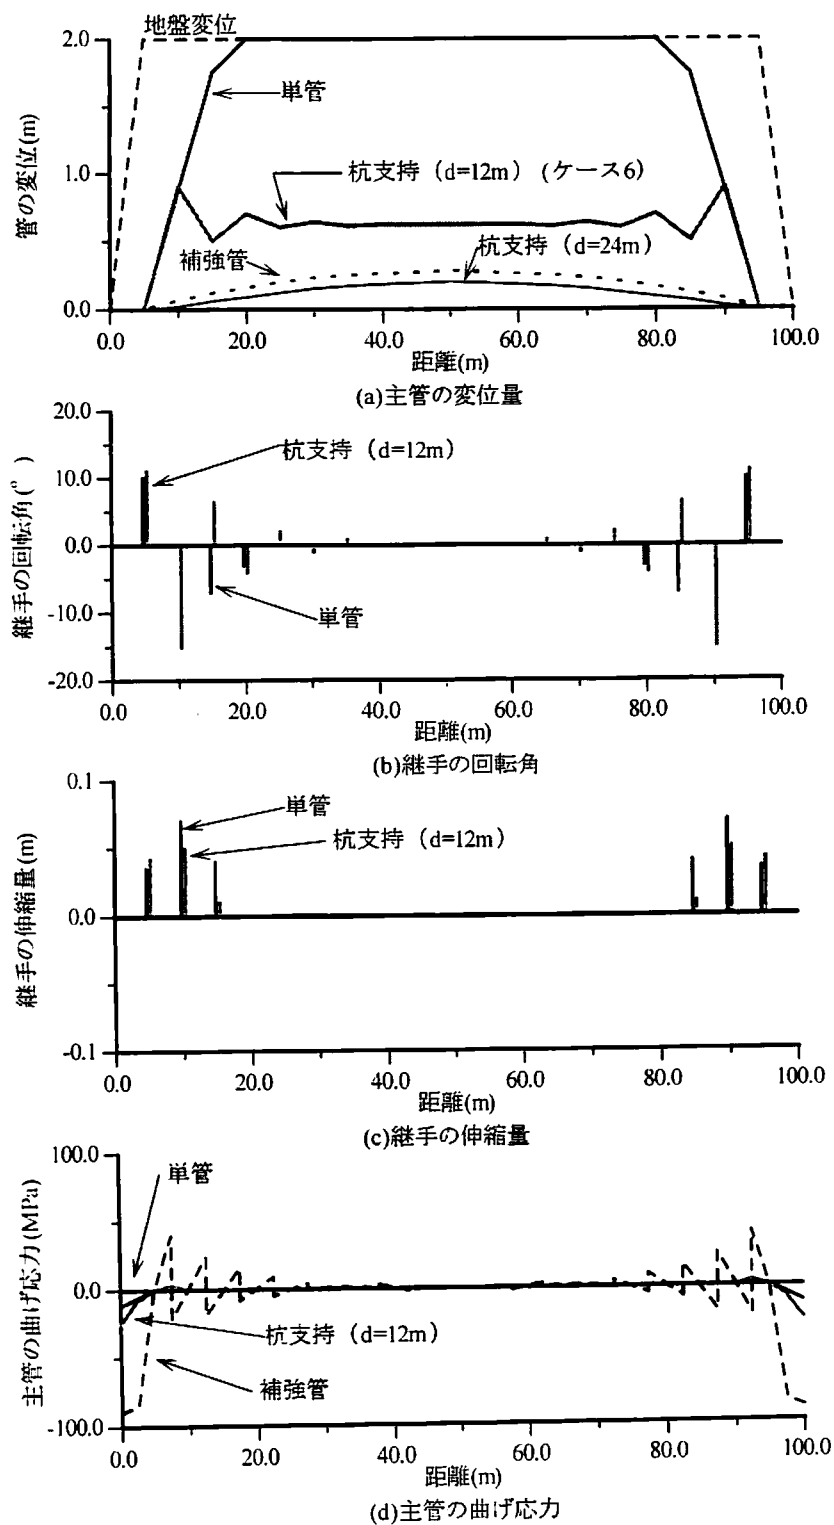 地盤変位
2.0
単管
管の変位(m)
杭支持（d=12m）(ケース6)
1.0
補強管
杭支持（d=24m）
0.0
0.0 20.0 40.0 60.0 80.0 100.0
距離(m)
(a)主管の変位量
20.0
杭支持（d=12m）
10.0
継手の回転角(°)
0.0
-10.0
単管
-20.0
0.0 20.0 40.0 60.0 80.0 100.0
距離(m)
(b)継手の回転角
0.1
単管
杭支持（d=12m）
継手の伸縮量(m)
0.0
-0.1
0.0 20.0 40.0 60.0 80.0 100.0
距離(m)
(c)継手の伸縮量
100.0
単管
主管の曲げ応力(MPa)
0.0
杭支持（d=12m）
補強管
-100.0
0.0 20.0 40.0 60.0 80.0 100.0
距離(m)
(d)主管の曲げ応力